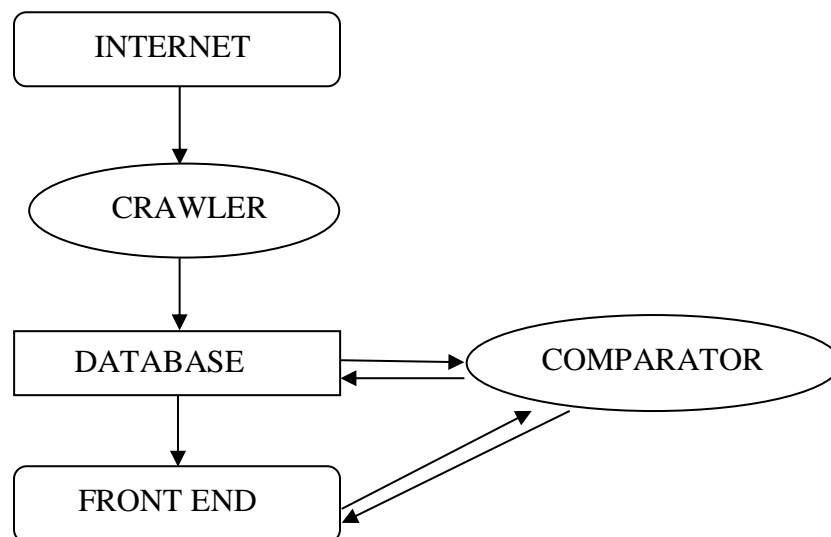 INTERNET
CRAWLER
DATABASE
COMPARATOR
FRONT END